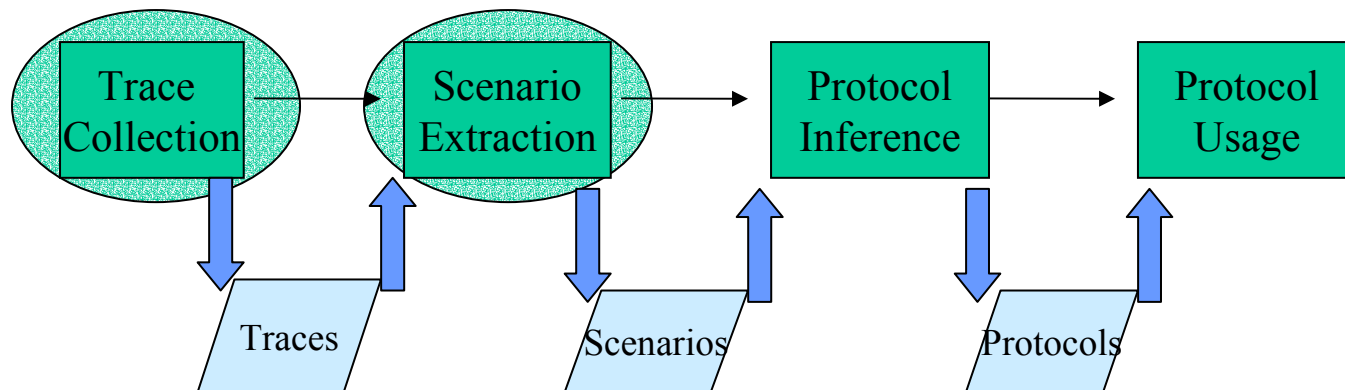 Trace
Collection
Scenario
Extraction
Protocol
Inference
Protocol
Usage
Traces
Scenarios
Protocols